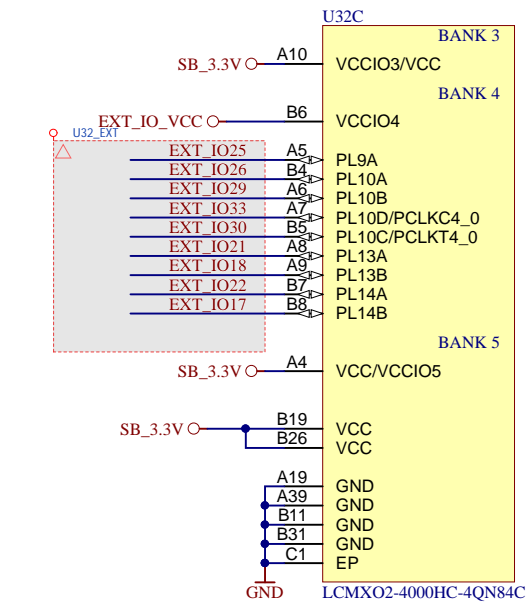 U32C
BANK 3
SB_3.3V A10 VCCIO3/VCC
BANK 4
EXT_IO_VCC B6 VCCIO4
U32_EXT
EXT_IO25 A5 PL9A
EXT_IO26 B4 PL10A
EXT_IO29 A6 PL10B
EXT_IO33 A7 PL10D/PCLKC4_0
EXT_IO30 B5 PL10C/PCLKT4_0
EXT_IO21 A8 PL13A
EXT_IO18 A9 PL13B
EXT_IO22 B7 PL14A
EXT_IO17 B8 PL14B
BANK 5
SB_3.3V A4 VCC/VCCIO5
SB_3.3V B19 VCC
B26 VCC
A19 GND
A39 GND
B11 GND
B31 GND
C1 EP
GND LCMXO2-4000HC-4QN84C